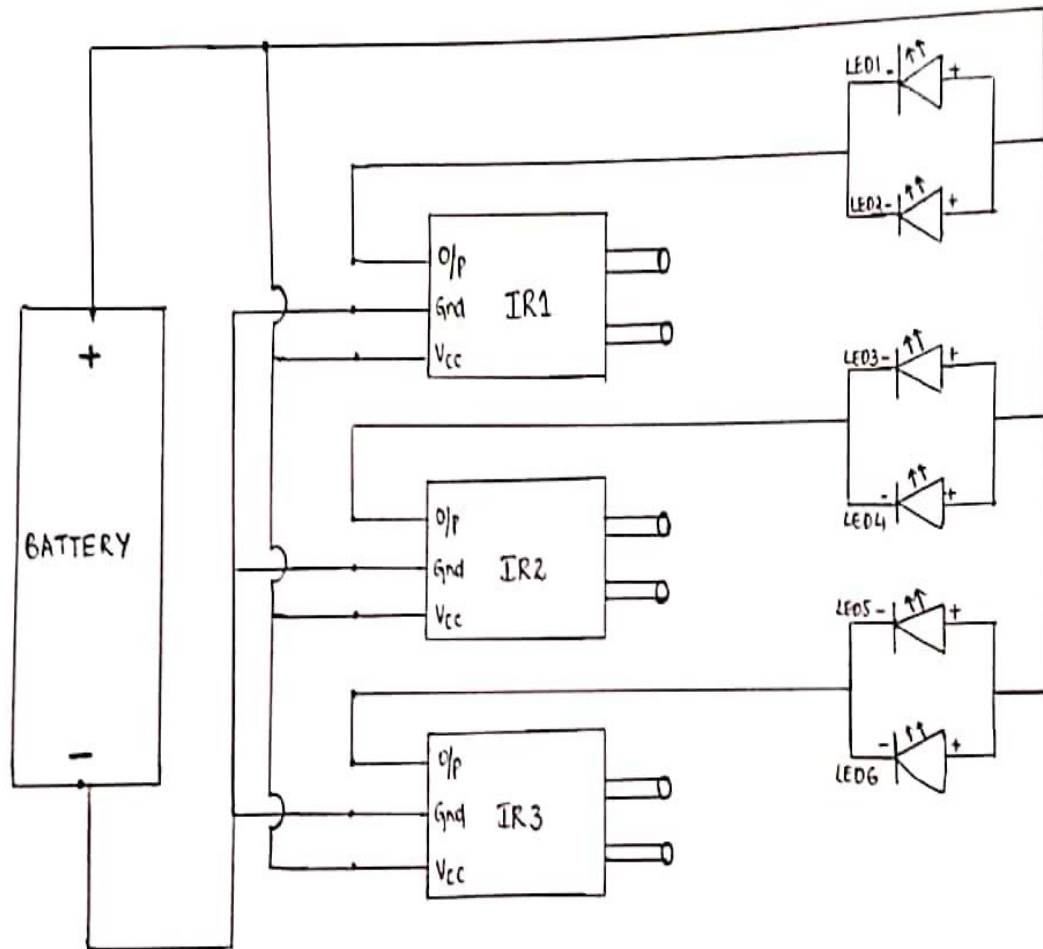 +
BATTERY
-
O/P
Gnd
Vcc
IR1
O/P
Gnd
Vcc
IR2
O/P
Gnd
Vcc
IR3
LED1 - +
LED2 - +
LED3 - +
- +
LED4
LED5 - +
- +
LED6